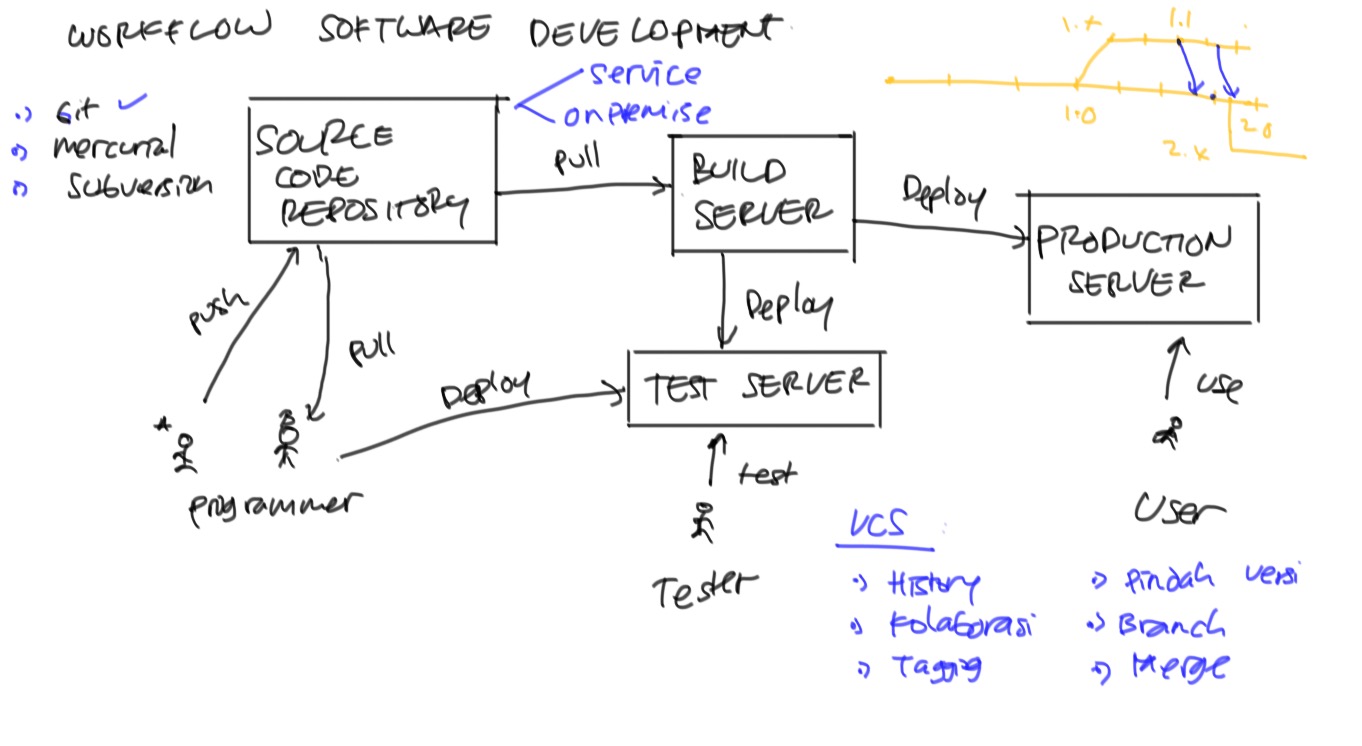 WORKFLOW SOFTWARE DEVELOPMENT
1.x
1.1
service
onpremise
Git
mercurial
subversion
SOURCE
CODE
REPOSITORY
pull
BUILD
SERVER
1.0
2.0
2.x
Deploy
PRODUCTION
SERVER
push
pull
Deploy
Deploy
TEST SERVER
use
test
programmer
User
Tester
VCS
History
Kolaborasi
Tagging
Pindah versi
Branch
Merge